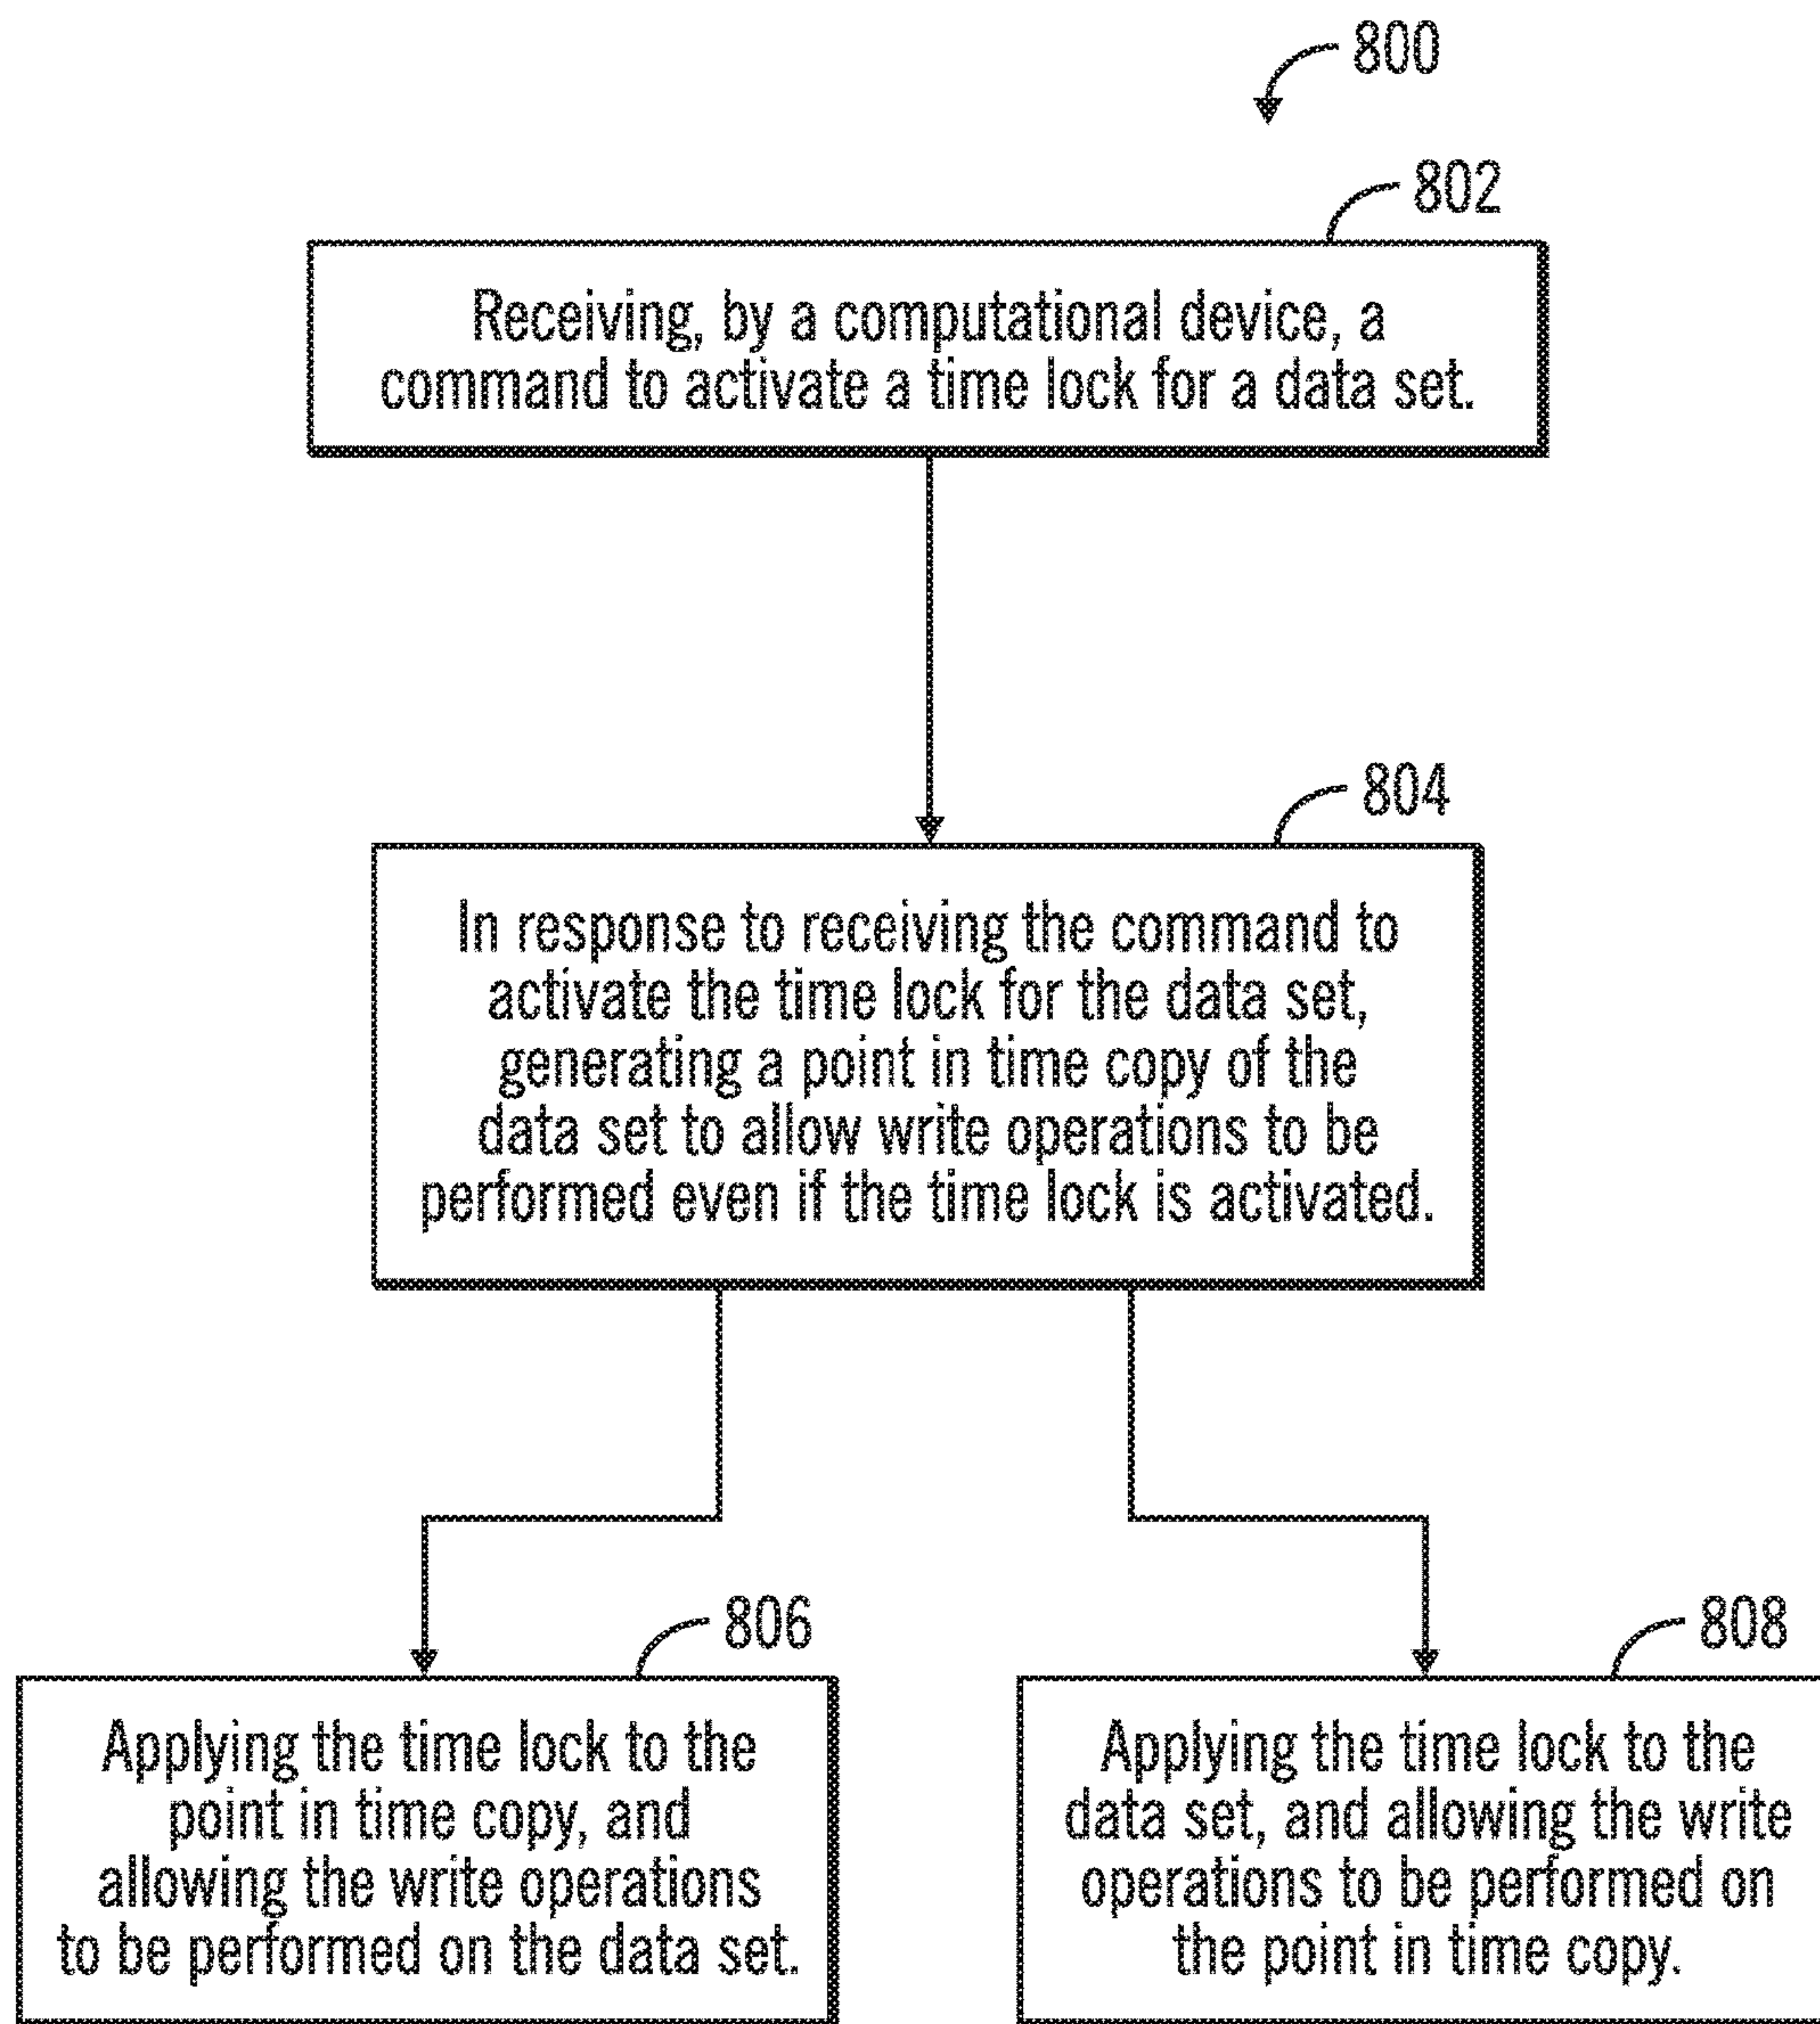 800
802
Receiving, by a computational device, a
command to activate a time lock for a data set.
804
In response to receiving the command to
activate the time lock for the data set,
generating a point in time copy of the
data set to allow write operations to be
performed even if the time lock is activated.
806
Applying the time lock to the
point in time copy, and
allowing the write operations
to be performed on the data set.
808
Applying the time lock to the
data set, and allowing the write
operations to be performed on
the point in time copy.